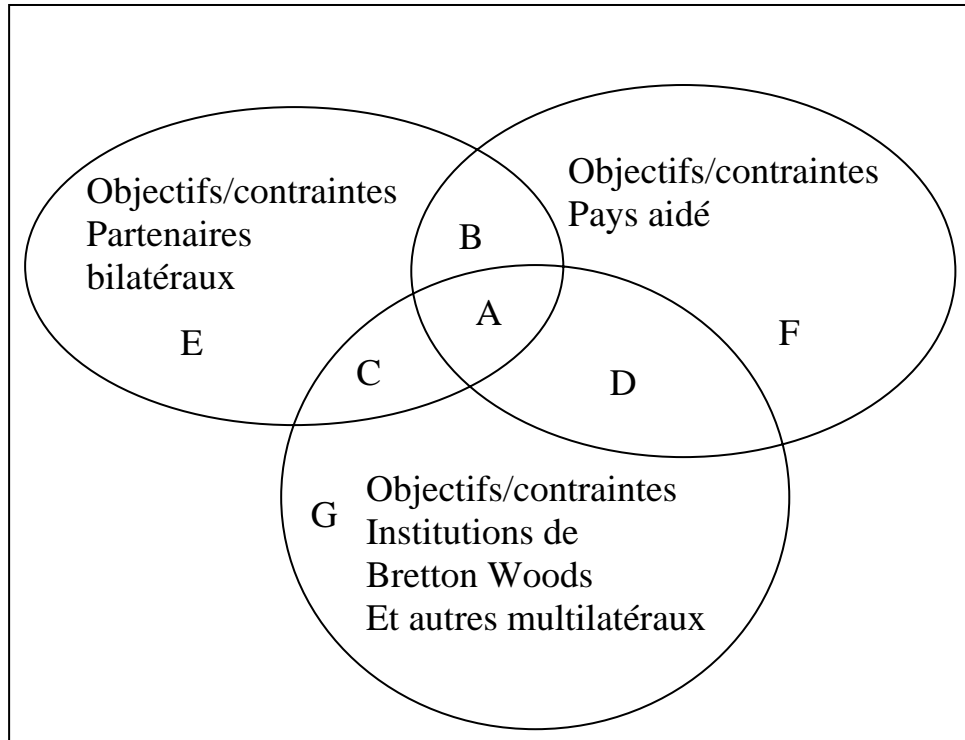 Objectifs/contraintes
Partenaires
bilatéraux
E
B
Objectifs/contraintes
Pays aidé
F
A
C
D
G
Objectifs/contraintes
Institutions de
Bretton Woods
Et autres multilatéraux